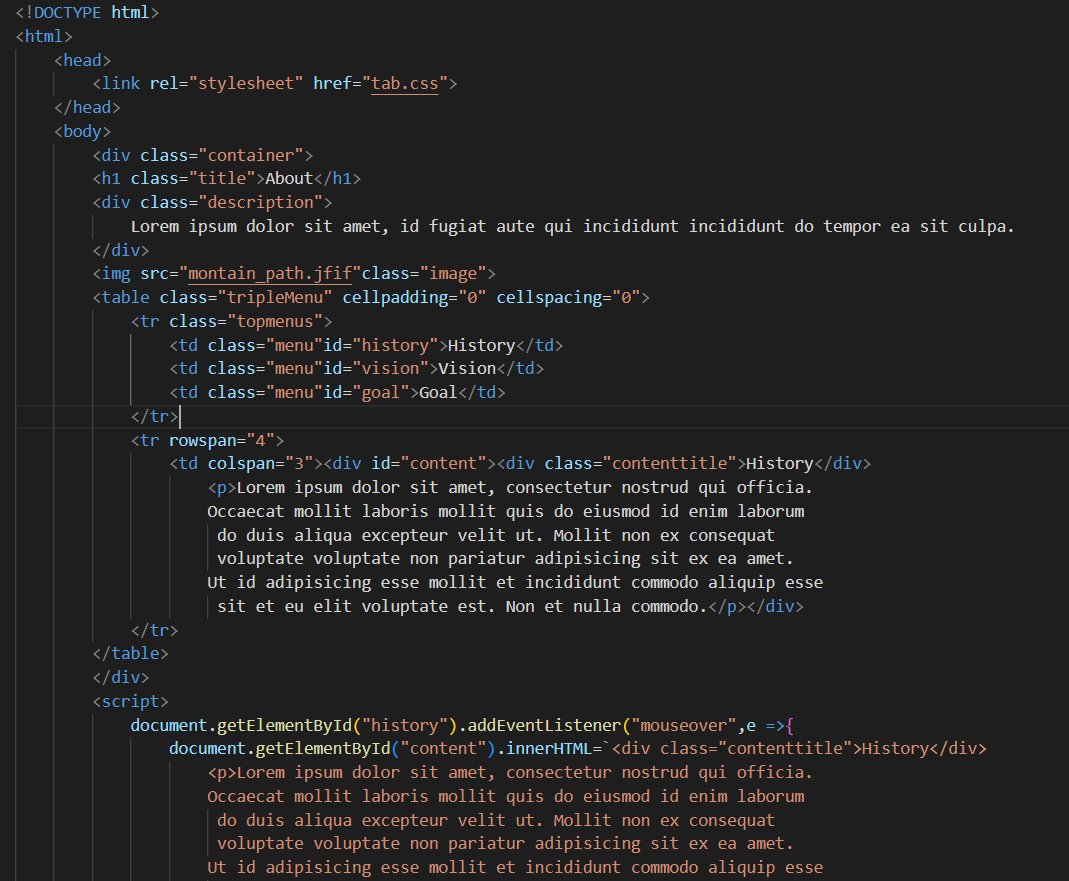 <!DOCTYPE html>
<html>
<head>
<link rel="stylesheet" href="tab.css">
</head>
<body>
<div class="container">
<h1 class="title">About</h1>
<div class="description">
Lorem ipsum dolor sit amet, id fugiat aute qui incididunt incididunt do tempor ea sit culpa.
</div>
<img src="montain_path.jfif"class="image">
<table class="tripleMenu" cellpadding="0" cellspacing="0">
<tr class="topmenus">
<td class="menu"id="history">History</td>
<td class="menu"id="vision">Vision</td>
<td class="menu"id="goal">Goal</td>
</tr>
<tr rowspan="4">
<td colspan="3"><div id="content"><div class="contenttitle">History</div>
<p>Lorem ipsum dolor sit amet, consectetur nostrud qui officia.
Occaecat mollit laboris mollit quis do eiusmod id enim laborum
do duis aliqua excepteur velit ut. Mollit non ex consequat
voluptate voluptate non pariatur adipisicing sit ex ea amet.
Ut id adipisicing esse mollit et incididunt commodo aliquip esse
sit et eu elit voluptate est. Non et nulla commodo.</p></div>
</tr>
</table>
</div>
<script>
document.getElementById("history").addEventListener("mouseover",e =>{
document.getElementById("content").innerHTML=`<div class="contenttitle">History</div>
<p>Lorem ipsum dolor sit amet, consectetur nostrud qui officia.
Occaecat mollit laboris mollit quis do eiusmod id enim laborum
do duis aliqua excepteur velit ut. Mollit non ex consequat
voluptate voluptate non pariatur adipisicing sit ex ea amet.
Ut id adipisicing esse mollit et incididunt commodo aliquip esse